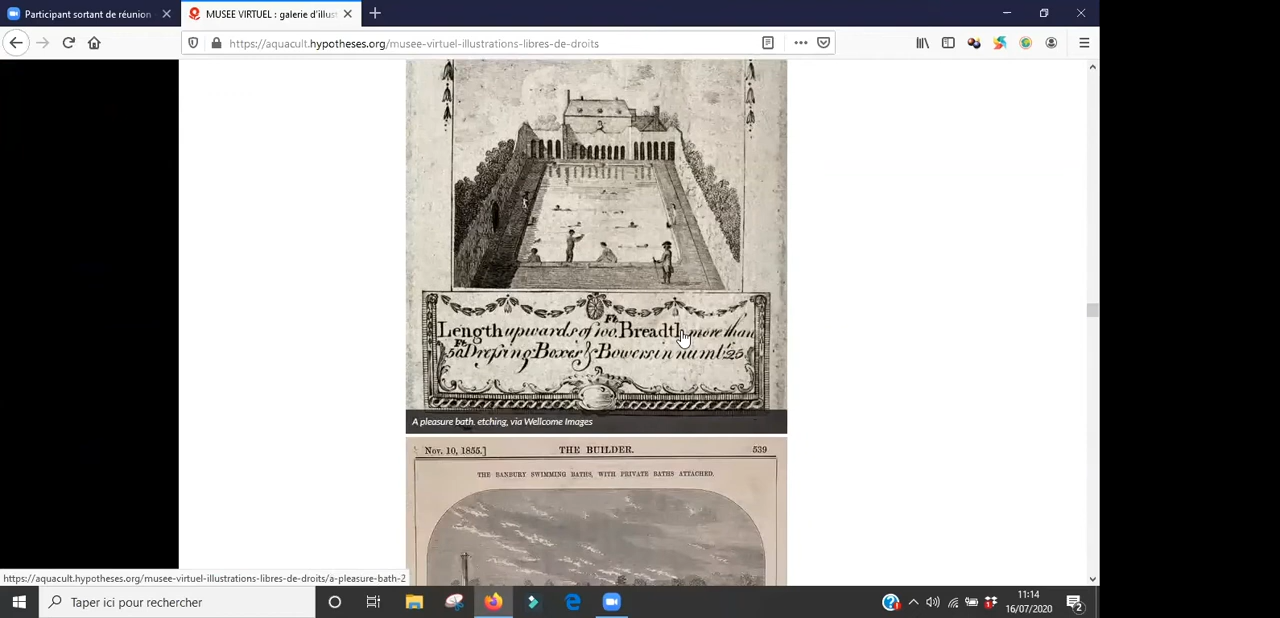 Participant sortant de réunion
MUSEE VIRTUEL : galerie d'illust
https://aquacult.hypotheses.org/musee-virtuel-illustrations-libres-de-droits
Length upwards of 100 Ft Breadth more than
50 Ft Dressing Boxes & Bowers in numbr. 25.
A pleasure bath. etching, via Wellcome Images
Nov. 10, 1855.] THE BUILDER. 539
THE BANBURY SWIMMING BATHS, WITH PRIVATE BATHS ATTACHED.
https://aquacult.hypotheses.org/musee-virtuel-illustrations-libres-de-droits/a-pleasure-bath-2
Taper ici pour rechercher
11:14
16/07/2020
2